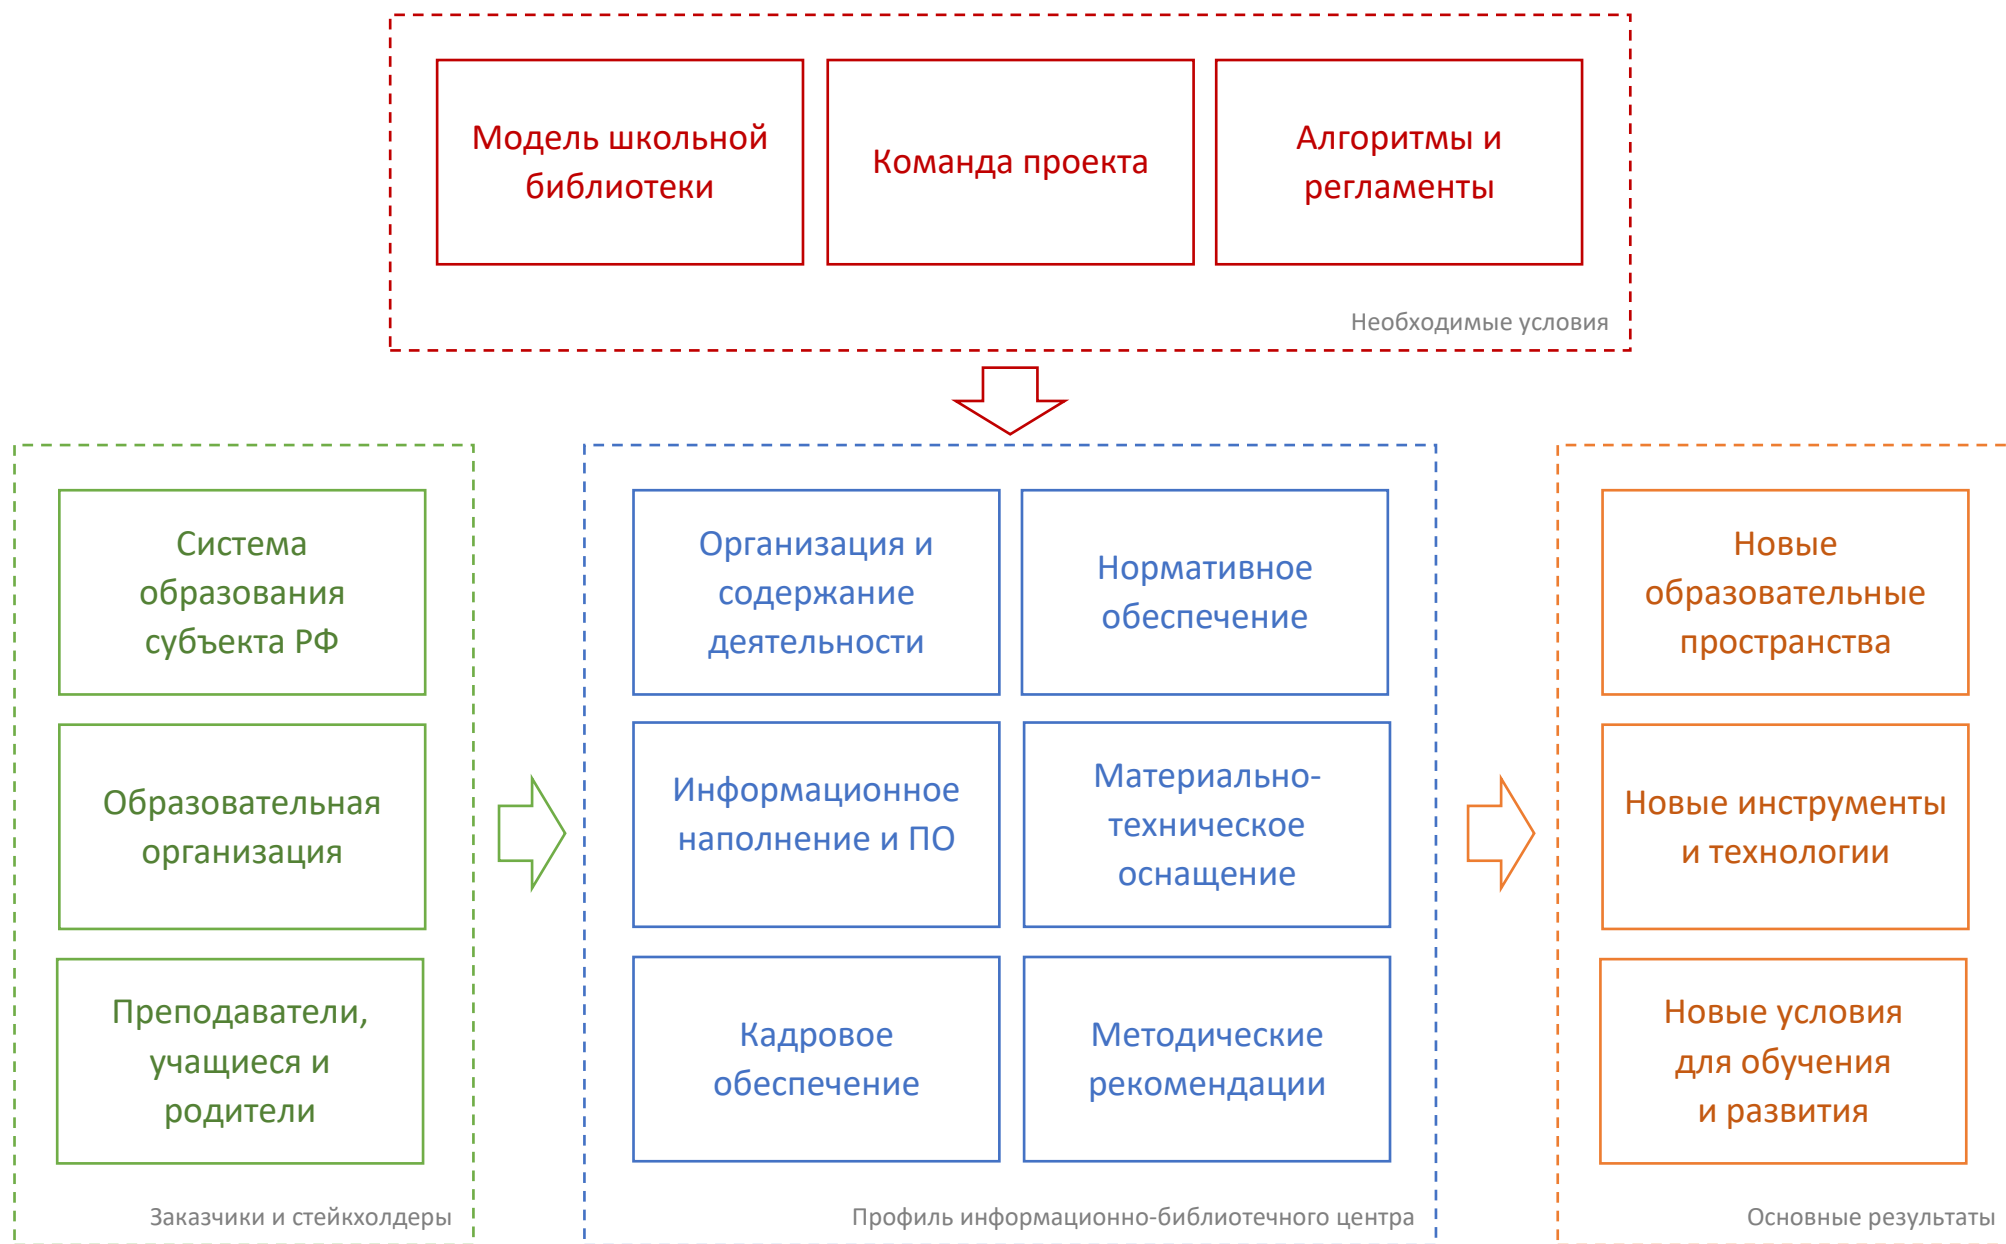 Модель школьной
библиотеки
Команда проекта
Алгоритмы и
регламенты
Необходимые условия
Система
образования
субъекта РФ
Образовательная
организация
Преподаватели,
учащиеся и
родители
Заказчики и стейкхолдеры
Организация и
содержание
деятельности
Нормативное
обеспечение
Информационное
наполнение и ПО
Материально-
техническое
оснащение
Кадровое
обеспечение
Методические
рекомендации
Профиль информационно-библиотечного центра
Новые
образовательные
пространства
Новые инструменты
и технологии
Новые условия
для обучения
и развития
Основные результаты